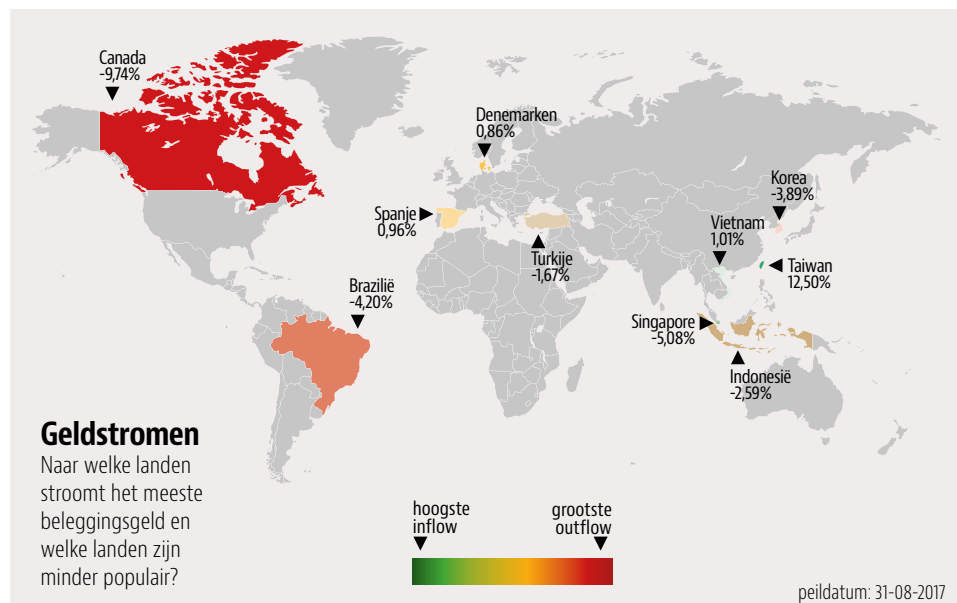 Canada
-9,74%
Denemarken
0,86%
Korea
-3,89%
Spanje
0,96%
Vietnam
1,01%
Turkije
-1,67%
Taiwan
12,50%
Brazilië
-4,20%
Singapore
-5,08%
Indonesië
-2,59%
Geldstromen
Naar welke landen
stroomt het meeste
beleggingsgeld en
welke landen zijn
minder populair?
hoogste
inflow
grootste
outflow
peildatum: 31-08-2017